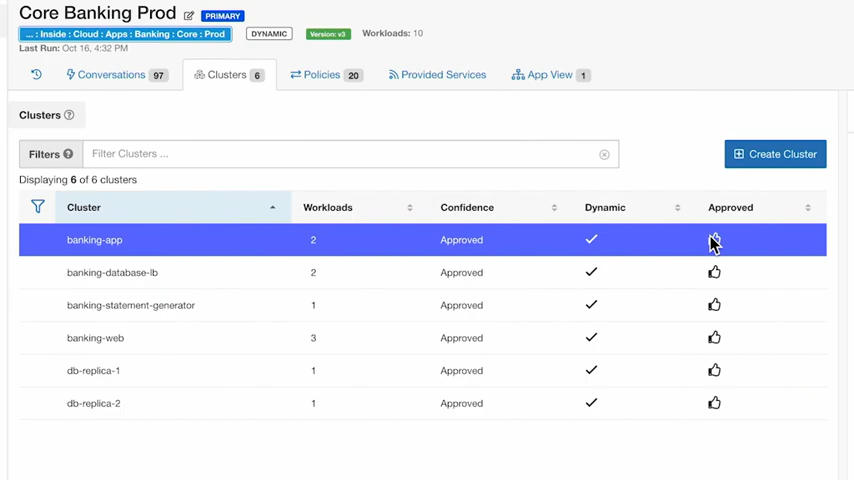 Core Banking Prod PRIMARY
... : Inside : Cloud : Apps : Banking : Core : Prod DYNAMIC Version: v3 Workloads: 10
Last Run: Oct 16, 4:32 PM
Conversations 97 Clusters 6 Policies 20 Provided Services App View 1
Clusters ?
Filters ? Filter Clusters ... Create Cluster
Displaying 6 of 6 clusters
Cluster Workloads Confidence Dynamic Approved
banking-app 2 Approved
banking-database-lb 2 Approved
banking-statement-generator 1 Approved
banking-web 3 Approved
db-replica-1 1 Approved
db-replica-2 1 Approved